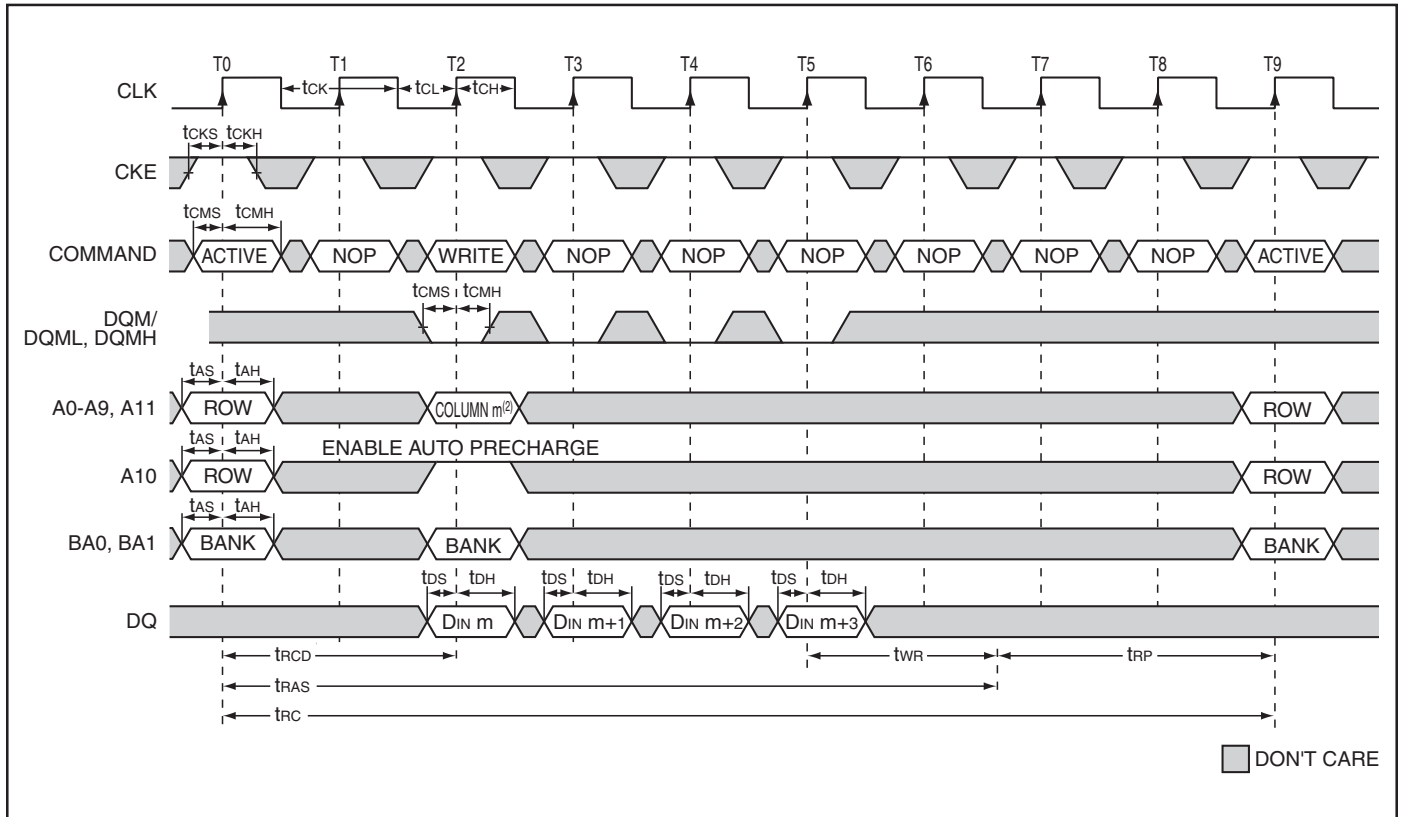 T0 T1 T2 T3 T4 T5 T6 T7 T8 T9
CLK tCK tCL tCH
tCKS tCKH
CKE
tCMS tCMH
COMMAND ACTIVE NOP WRITE NOP NOP NOP NOP NOP NOP ACTIVE
tCMS tCMH
DQM/
DQML, DQMH
tAS tAH
A0-A9, A11 ROW COLUMN m(2) ROW
tAS tAH ENABLE AUTO PRECHARGE
A10 ROW ROW
tAS tAH
BA0, BA1 BANK BANK BANK
tDS tDH tDS tDH tDS tDH tDS tDH
DQ DIN m DIN m+1 DIN m+2 DIN m+3
tRCD tWR tRP
tRAS
tRC
DON'T CARE